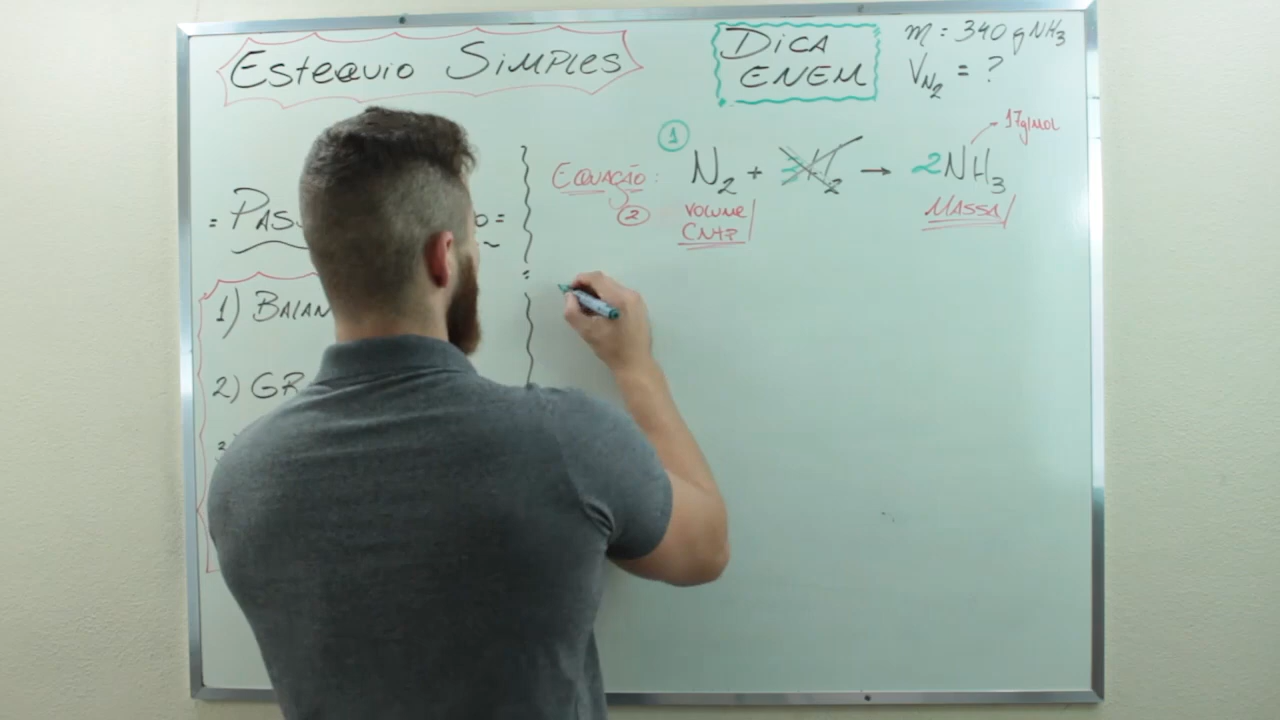 Estequio Simples
Dica
ENEM
m = 340g NH3
VN2 = ?
= Pas
o =
1) Balan
2) GR
1
Equação: N2 + 3H2 → 2NH3
17g/mol
2
volume
CNTP
Massa